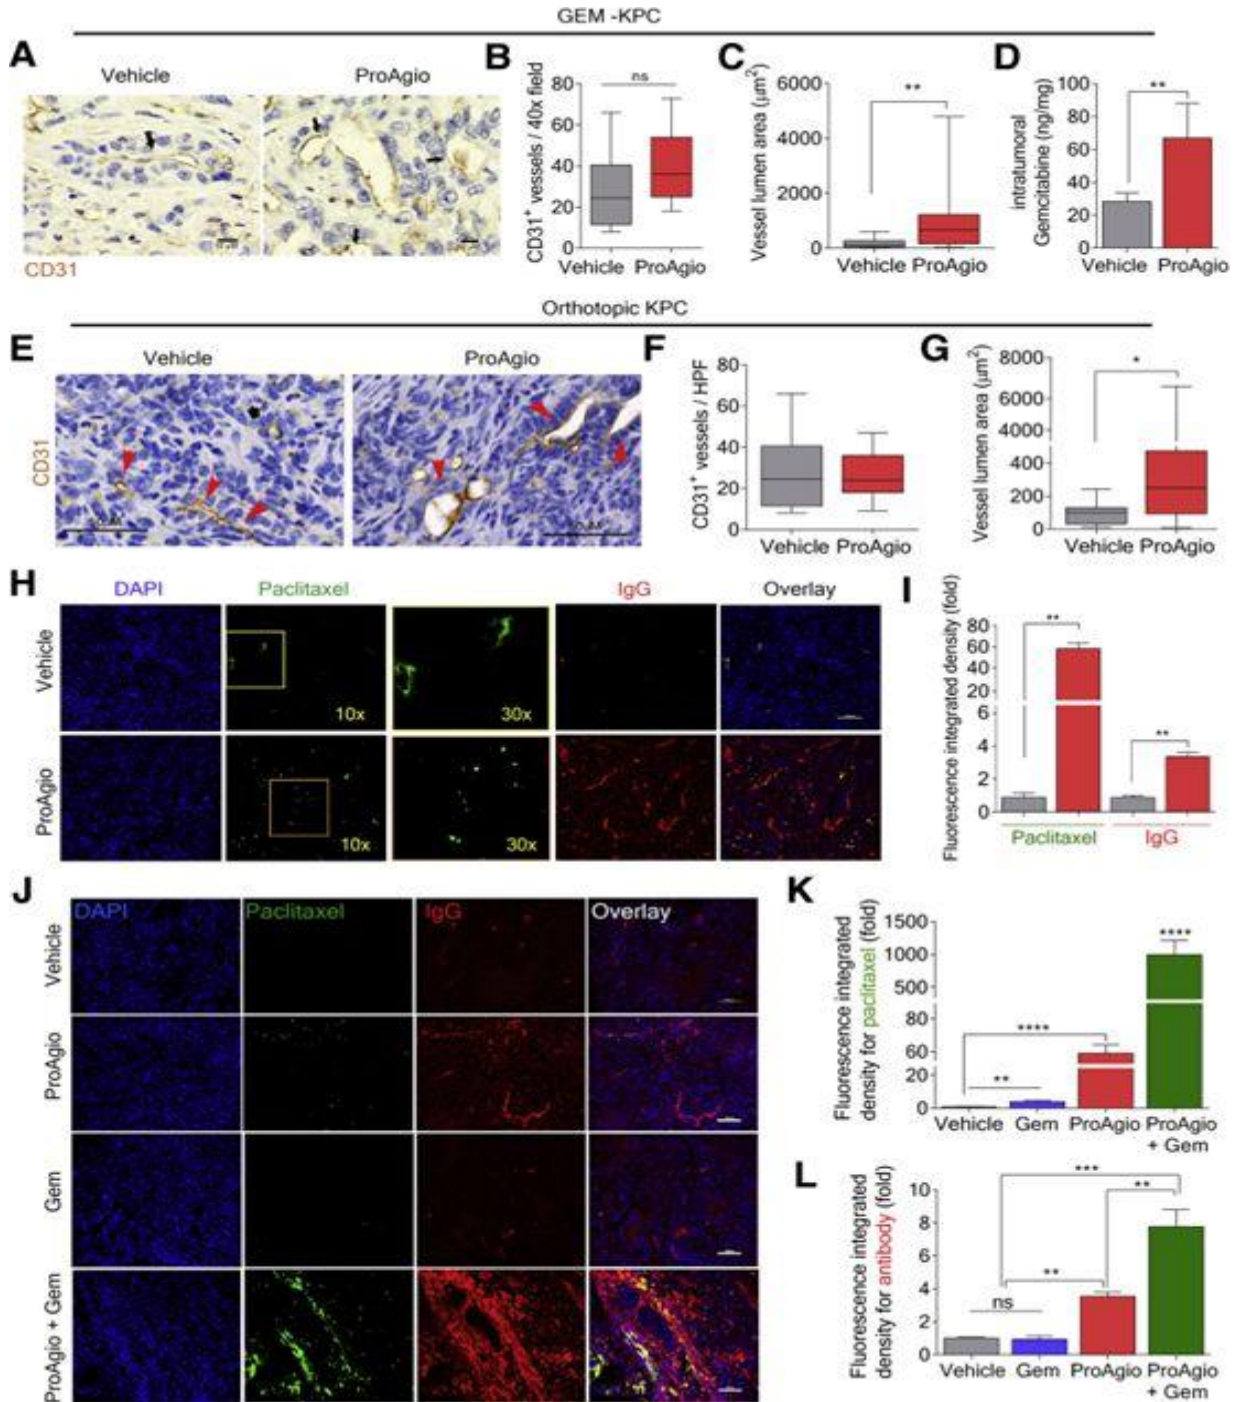 GEM -KPC
A
Vehicle
ProAgio
CD31
B
CD31+ vessels / 40x field
80
60
40
20
0
ns
Vehicle ProAgio
C
Vessel lumen area (μm²)
6000
4000
2000
0
**
Vehicle ProAgio
D
intratumoral
Gemcitabine (ng/mg)
100
80
60
40
20
0
**
Vehicle ProAgio
Orthotopic KPC
E
Vehicle
ProAgio
CD31
F
CD31+ vessels / HPF
80
60
40
20
0
Vehicle ProAgio
G
Vessel lumen area (μm²)
8000
6000
4000
400
200
0
*
Vehicle ProAgio
H
DAPI
Paclitaxel
IgG
Overlay
Vehicle
10x
30x
ProAgio
10x
30x
I
Fluorescence integrated density (fold)
80
60
40
20
6
4
2
0
**
**
Paclitaxel
IgG
J
DAPI
Paclitaxel
IgG
Overlay
Vehicle
ProAgio
Gem
ProAgio + Gem
K
Fluorescence integrated
density for paclitaxel (fold)
1500
1000
500
80
60
20
0
**
****
****
Vehicle Gem ProAgio ProAgio
+ Gem
L
Fluorescence integrated
density for antibody (fold)
10
8
6
4
2
0
ns
**
***
**
Vehicle Gem ProAgio ProAgio
+ Gem